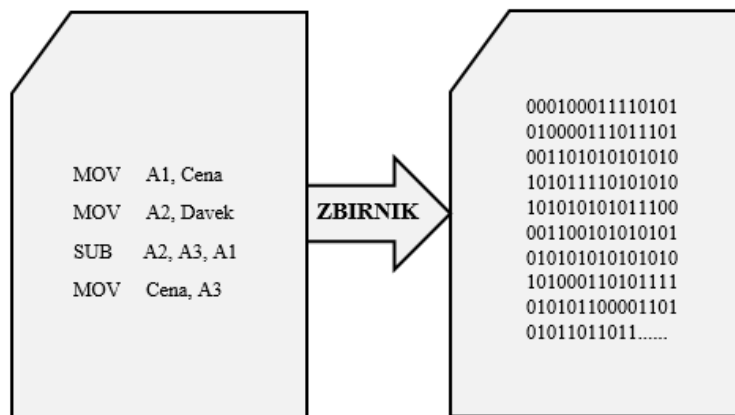 MOV A1, Cena
MOV A2, Davek
SUB A2, A3, A1
MOV Cena, A3
ZBIRNIK
000100011110101
010000111011101
001101010101010
101011110101010
101010101011100
001100101010101
010101010101010
101000110101111
010101100001101
01011011011......